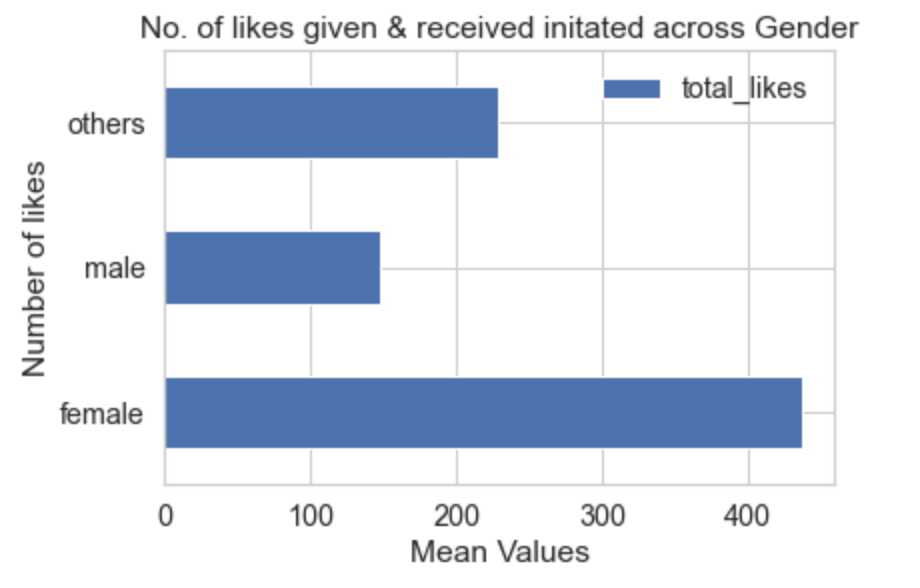 No. of likes given & received initated across Gender
total_likes
Number of likes
others
male
female
0 100 200 300 400
Mean Values